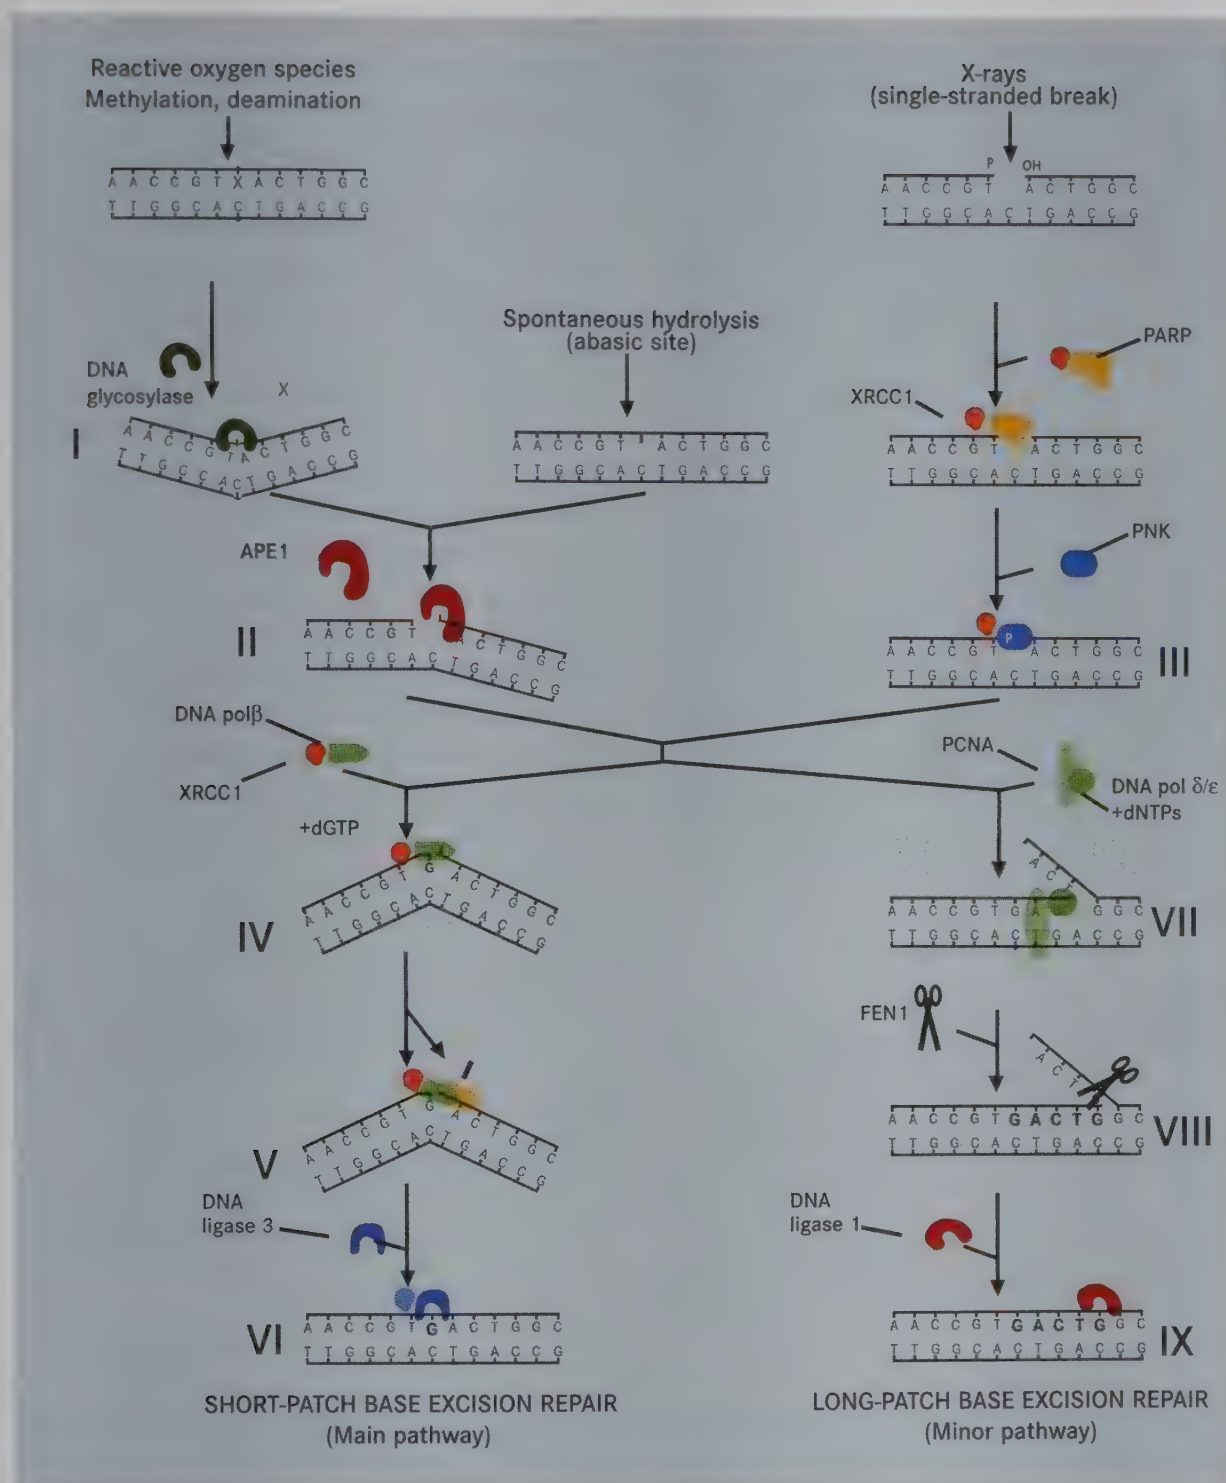 Reactive oxygen species
Methylation, deamination
A A C C G T X A C T G G C
T T G G C A C T G A C C G
X-rays
(single-stranded break)
P OH
A A C C G T A C T G G C
T T G G C A C T G A C C G
DNA
glycosylase
X
I
A A C C G T A C T G G C
T T G C C A C T G A C C G
Spontaneous hydrolysis
(abasic site)
A A C C G T A C T G G C
T T G G C A C T G A C C G
PARP
XRCC1
A A C C G T A C T G G C
T T G G C A C T G A C C G
APE1
II
A A C C G T A C T G G C
T T G G C A C T G A C C G
PNK
P
A A C C G T A C T G G C
T T G G C A C T G A C C G
III
DNA polβ
XRCC1
+dGTP
IV
A A C C G T G A C T G G C
T T G G C A C T G A C C G
PCNA
DNA pol δ/ε
+dNTPs
A C T
A A C C G T G A G G C
T T G G C A C T G A C C G
VII
V
A A C C G T G A C T G G C
T T G G C A C T G A C C G
FEN1
A C T
A A C C G T G A C T G G C
T T G G C A C T G A C C G
VIII
DNA
ligase 3
VI
A A C C G T G A C T G G C
T T G G C A C T G A C C G
SHORT-PATCH BASE EXCISION REPAIR
(Main pathway)
DNA
ligase 1
A A C C G T G A C T G G C
T T G G C A C T G A C C G
IX
LONG-PATCH BASE EXCISION REPAIR
(Minor pathway)